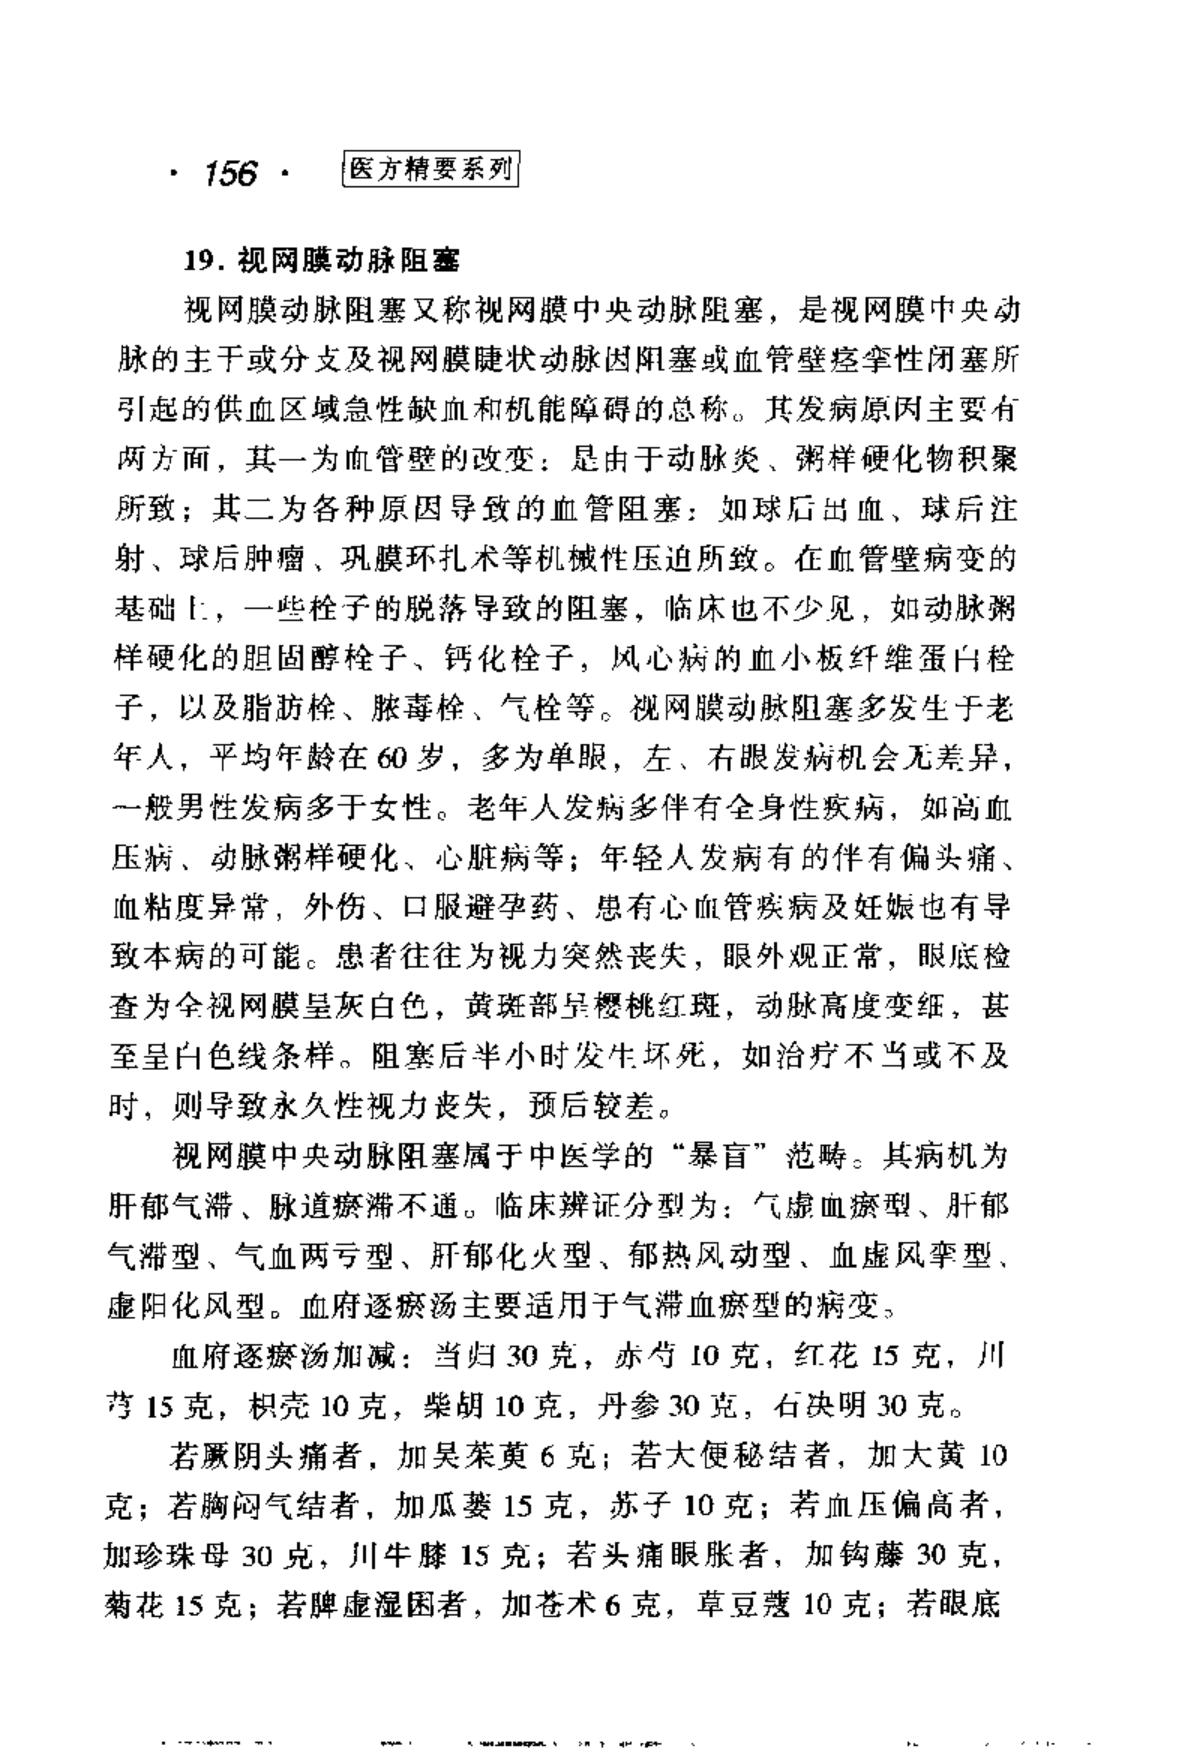 · 156 · 医方精要系列
19. 视网膜动脉阻塞
视网膜动脉阻塞又称视网膜中央动脉阻塞，是视网膜中央动
脉的主干或分支及视网膜睫状动脉因阻塞或血管壁痉挛性闭塞所
引起的供血区域急性缺血和机能障碍的总称。其发病原因主要有
两方面，其一为血管壁的改变：是由于动脉炎、粥样硬化物积聚
所致；其二为各种原因导致的血管阻塞：如球后出血、球后注
射、球后肿瘤、巩膜环扎术等机械性压迫所致。在血管壁病变的
基础上，一些栓子的脱落导致的阻塞，临床也不少见，如动脉粥
样硬化的胆固醇栓子、钙化栓子，风心病的血小板纤维蛋白栓
子，以及脂肪栓、脓毒栓、气栓等。视网膜动脉阻塞多发生于老
年人，平均年龄在 60 岁，多为单眼，左、右眼发病机会无差异，
一般男性发病多于女性。老年人发病多伴有全身性疾病，如高血
压病、动脉粥样硬化、心脏病等；年轻人发病有的伴有偏头痛、
血粘度异常，外伤、口服避孕药、患有心血管疾病及妊娠也有导
致本病的可能。患者往往为视力突然丧失，眼外观正常，眼底检
查为全视网膜呈灰白色，黄斑部呈樱桃红斑，动脉高度变细，甚
至呈白色线条样。阻塞后半小时发生坏死，如治疗不当或不及
时，则导致永久性视力丧失，预后较差。
视网膜中央动脉阻塞属于中医学的“暴盲”范畴。其病机为
肝郁气滞、脉道瘀滞不通。临床辨证分型为：气虚血瘀型、肝郁
气滞型、气血两亏型、肝郁化火型、郁热风动型、血虚风挛型、
虚阳化风型。血府逐瘀汤主要适用于气滞血瘀型的病变。
血府逐瘀汤加减：当归 30 克，赤芍 10 克，红花 15 克，川
芎 15 克，枳壳 10 克，柴胡 10 克，丹参 30 克，石决明 30 克。
若厥阴头痛者，加吴茱萸 6 克；若大便秘结者，加大黄 10
克；若胸闷气结者，加瓜蒌 15 克，苏子 10 克；若血压偏高者，
加珍珠母 30 克，川牛膝 15 克；若头痛眼胀者，加钩藤 30 克，
菊花 15 克；若脾虚湿困者，加苍术 6 克，草豆蔻 10 克；若眼底